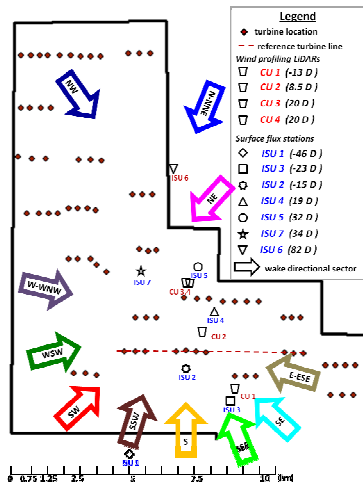 Legend
turbine location
reference turbine line
Wind profiling LiDARs
CU 1 (-13 D)
CU 2 (8.5 D)
CU 3 (20 D)
CU 4 (20 D)
Surface flux stations
ISU 1 (-46 D)
ISU 3 (-23 D)
ISU 2 (-15 D)
ISU 4 (19 D)
ISU 5 (32 D)
ISU 7 (34 D)
ISU 6 (82 D)
wake directional sector
NW
N-NNW
ISU 6
NE
ISU 5
ISU 7
CU 3,4
W-WNW
ISU 4
CU 2
WSW
ISU 2
E-ESE
CU 1
ISU 3
SW
SSW
S
SSE
SE
ISU 1
0 0.75 1.25 2.5 5 7.5 10 (km)